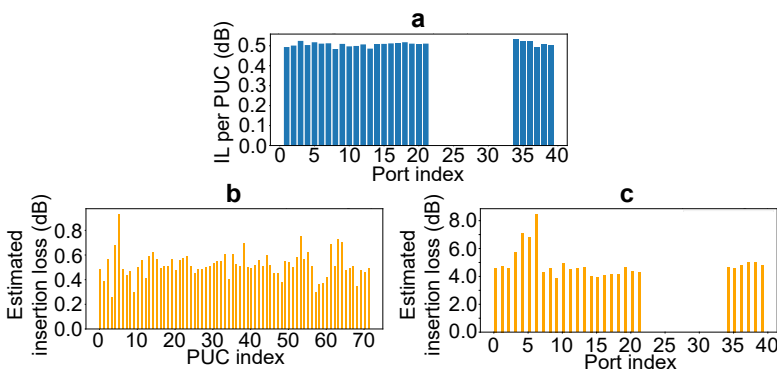 a
IL per PUC (dB)
0.5
0.4
0.3
0.2
0.1
0.0
0 5 10 15 20 25 30 35 40
Port index
b
Estimated
insertion loss (dB)
0.8
0.6
0.4
0.2
0.0
0 10 20 30 40 50 60 70
PUC index
c
Estimated
insertion loss (dB)
8.0
6.0
4.0
2.0
0.0
0 5 10 15 20 25 30 35 40
Port index